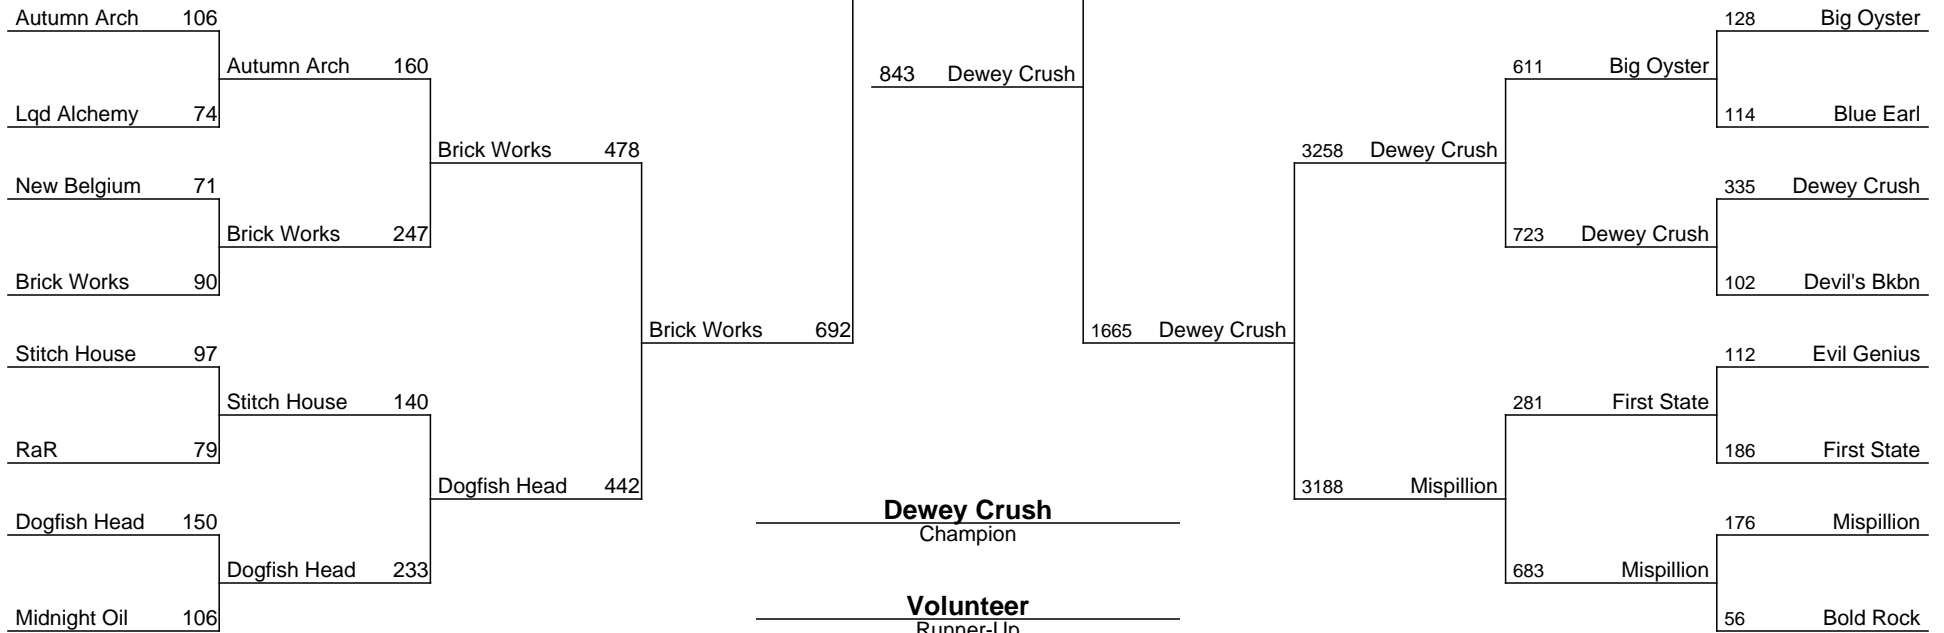 Autumn Arch 106
Lqd Alchemy 74
New Belgium 71
Brick Works 90
Stitch House 97
RaR 79
Dogfish Head 150
Midnight Oil 106
Autumn Arch 160
Brick Works 247
Stitch House 140
Dogfish Head 233
Brick Works 478
Dogfish Head 442
Brick Works 692
843 Dewey Crush
Dewey Crush
Champion
Volunteer
Runner-Up
1665 Dewey Crush
3258 Dewey Crush
3188 Mispillion
611 Big Oyster
723 Dewey Crush
281 First State
683 Mispillion
128 Big Oyster
114 Blue Earl
335 Dewey Crush
102 Devil's Bkbn
112 Evil Genius
186 First State
176 Mispillion
56 Bold Rock